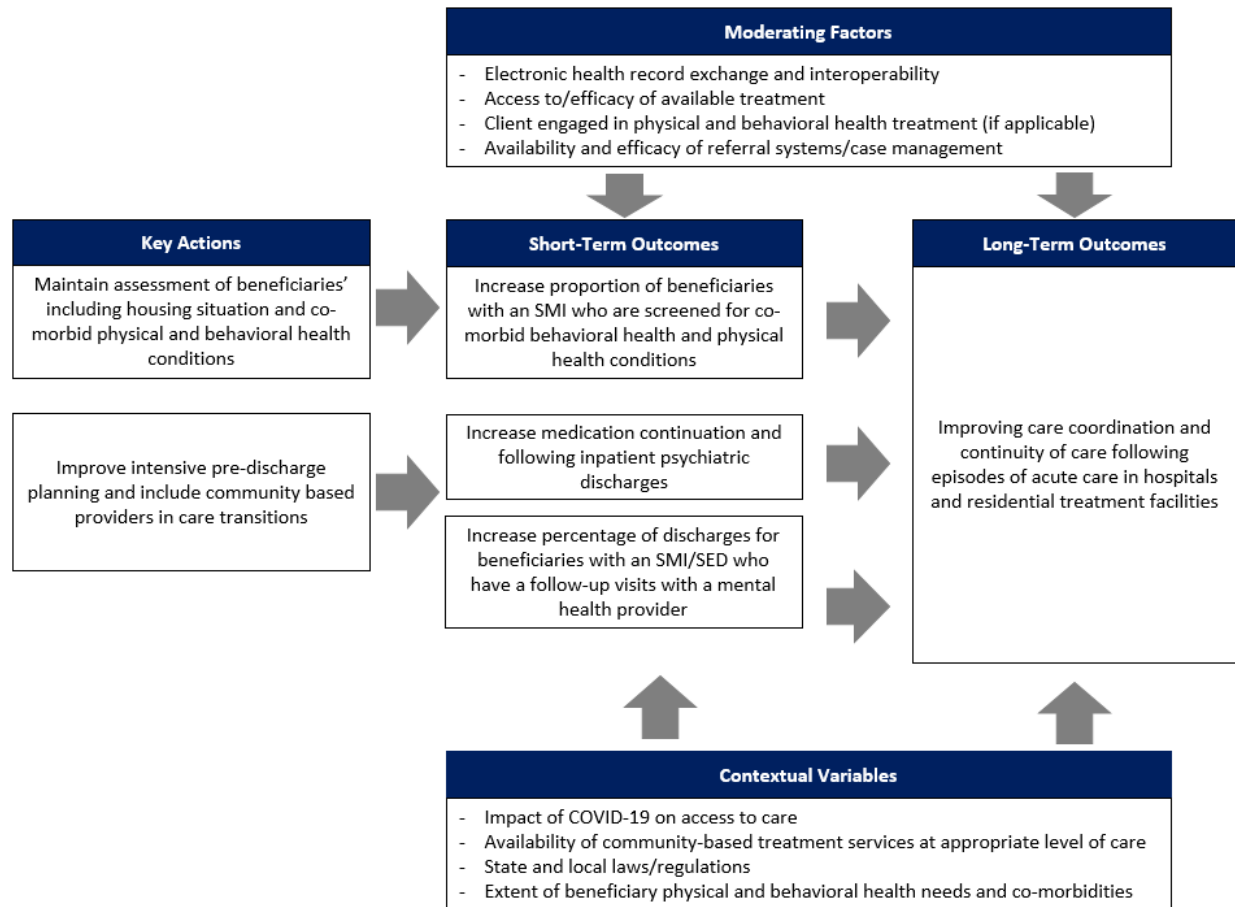 Moderating Factors
- Electronic health record exchange and interoperability
- Access to/efficacy of available treatment
- Client engaged in physical and behavioral health treatment (if applicable)
- Availability and efficacy of referral systems/case management
Key Actions
Maintain assessment of beneficiaries’
including housing situation and co-
morbid physical and behavioral health
conditions
Improve intensive pre-discharge
planning and include community based
providers in care transitions
Short-Term Outcomes
Increase proportion of beneficiaries
with an SMI who are screened for co-
morbid behavioral health and physical
health conditions
Increase medication continuation and
following inpatient psychiatric
discharges
Increase percentage of discharges for
beneficiaries with an SMI/SED who
have a follow-up visits with a mental
health provider
Long-Term Outcomes
Improving care coordination and
continuity of care following
episodes of acute care in hospitals
and residential treatment facilities
Contextual Variables
- Impact of COVID-19 on access to care
- Availability of community-based treatment services at appropriate level of care
- State and local laws/regulations
- Extent of beneficiary physical and behavioral health needs and co-morbidities